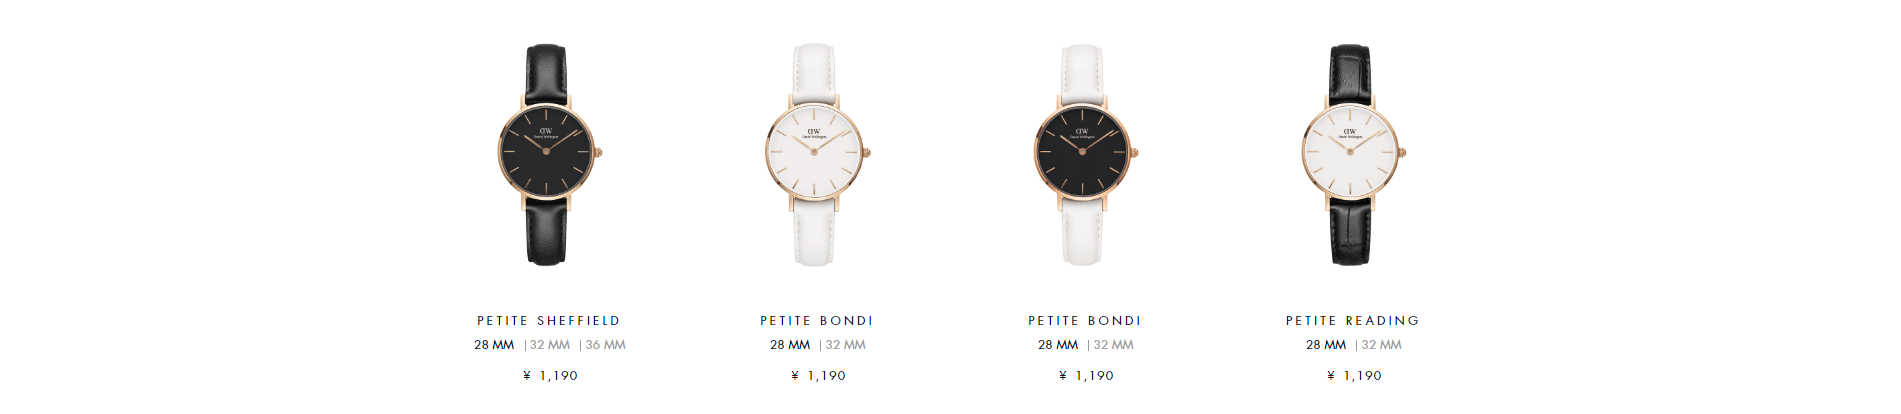 DW
Daniel Wellington
DW
Daniel Wellington
DW
Daniel Wellington
DW
Daniel Wellington
PETITE SHEFFIELD
28 MM | 32 MM | 36 MM
¥ 1,190
PETITE BONDI
28 MM | 32 MM
¥ 1,190
PETITE BONDI
28 MM | 32 MM
¥ 1,190
PETITE READING
28 MM | 32 MM
¥ 1,190